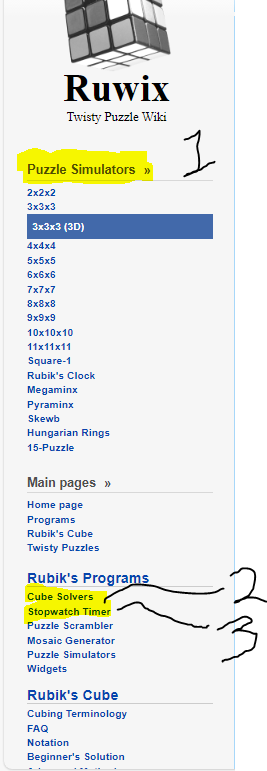 Ruwix
Twisty Puzzle Wiki
Puzzle Simulators » 1
2x2x2
3x3x3
3x3x3 (3D)
4x4x4
5x5x5
6x6x6
7x7x7
8x8x8
9x9x9
10x10x10
11x11x11
Square-1
Rubik's Clock
Megaminx
Pyraminx
Skewb
Hungarian Rings
15-Puzzle
Main pages »
Home page
Programs
Rubik's Cube
Twisty Puzzles
Rubik's Programs
Cube Solvers 2
Stopwatch Timer 3
Puzzle Scrambler
Mosaic Generator
Puzzle Simulators
Widgets
Rubik's Cube
Cubing Terminology
FAQ
Notation
Beginner's Solution